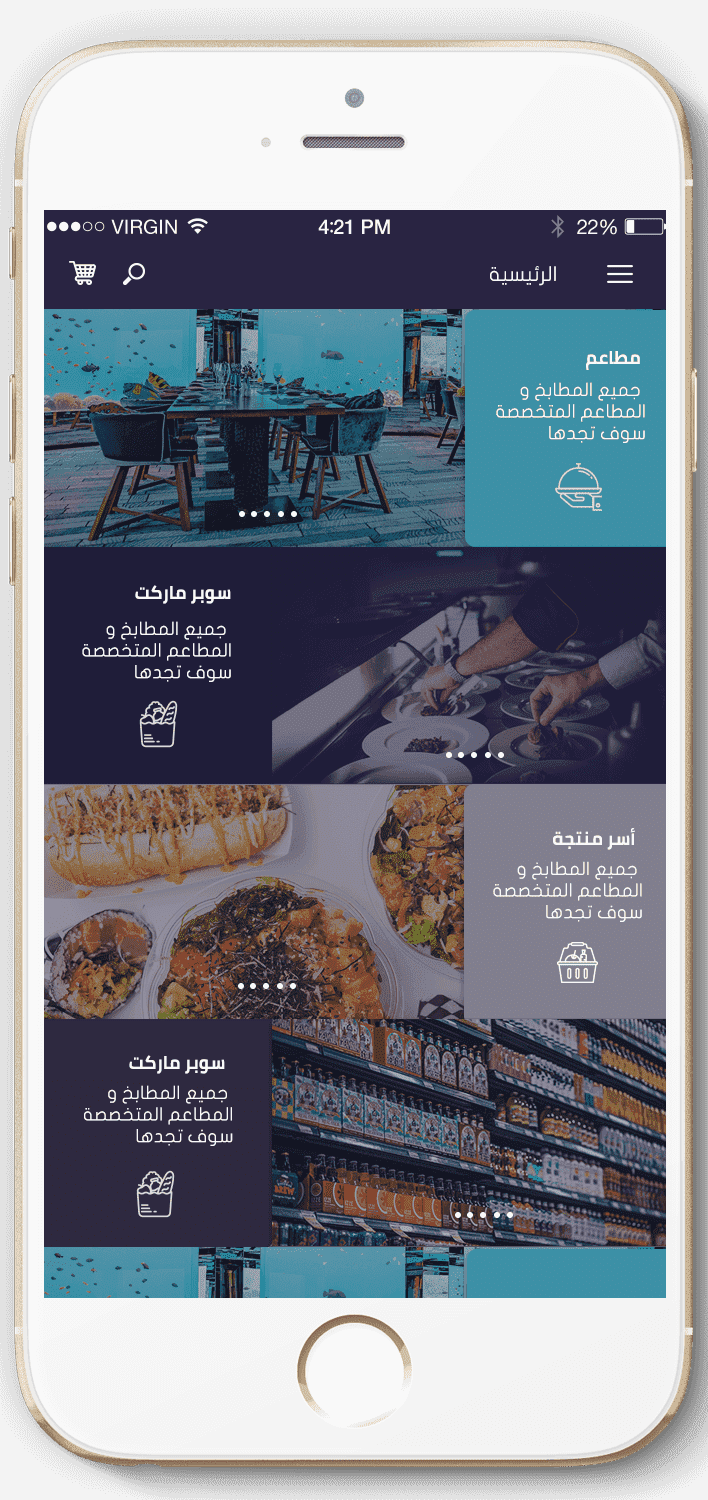 VIRGIN 4:21 PM 22%
الرئيسية
مطاعم
جميع المطابخ و
المطاعم المتخصصة
سوف تجدها
سوبر ماركت
جميع المطابخ و
المطاعم المتخصصة
سوف تجدها
أسر منتجة
جميع المطابخ و
المطاعم المتخصصة
سوف تجدها
سوبر ماركت
جميع المطابخ و
المطاعم المتخصصة
سوف تجدها